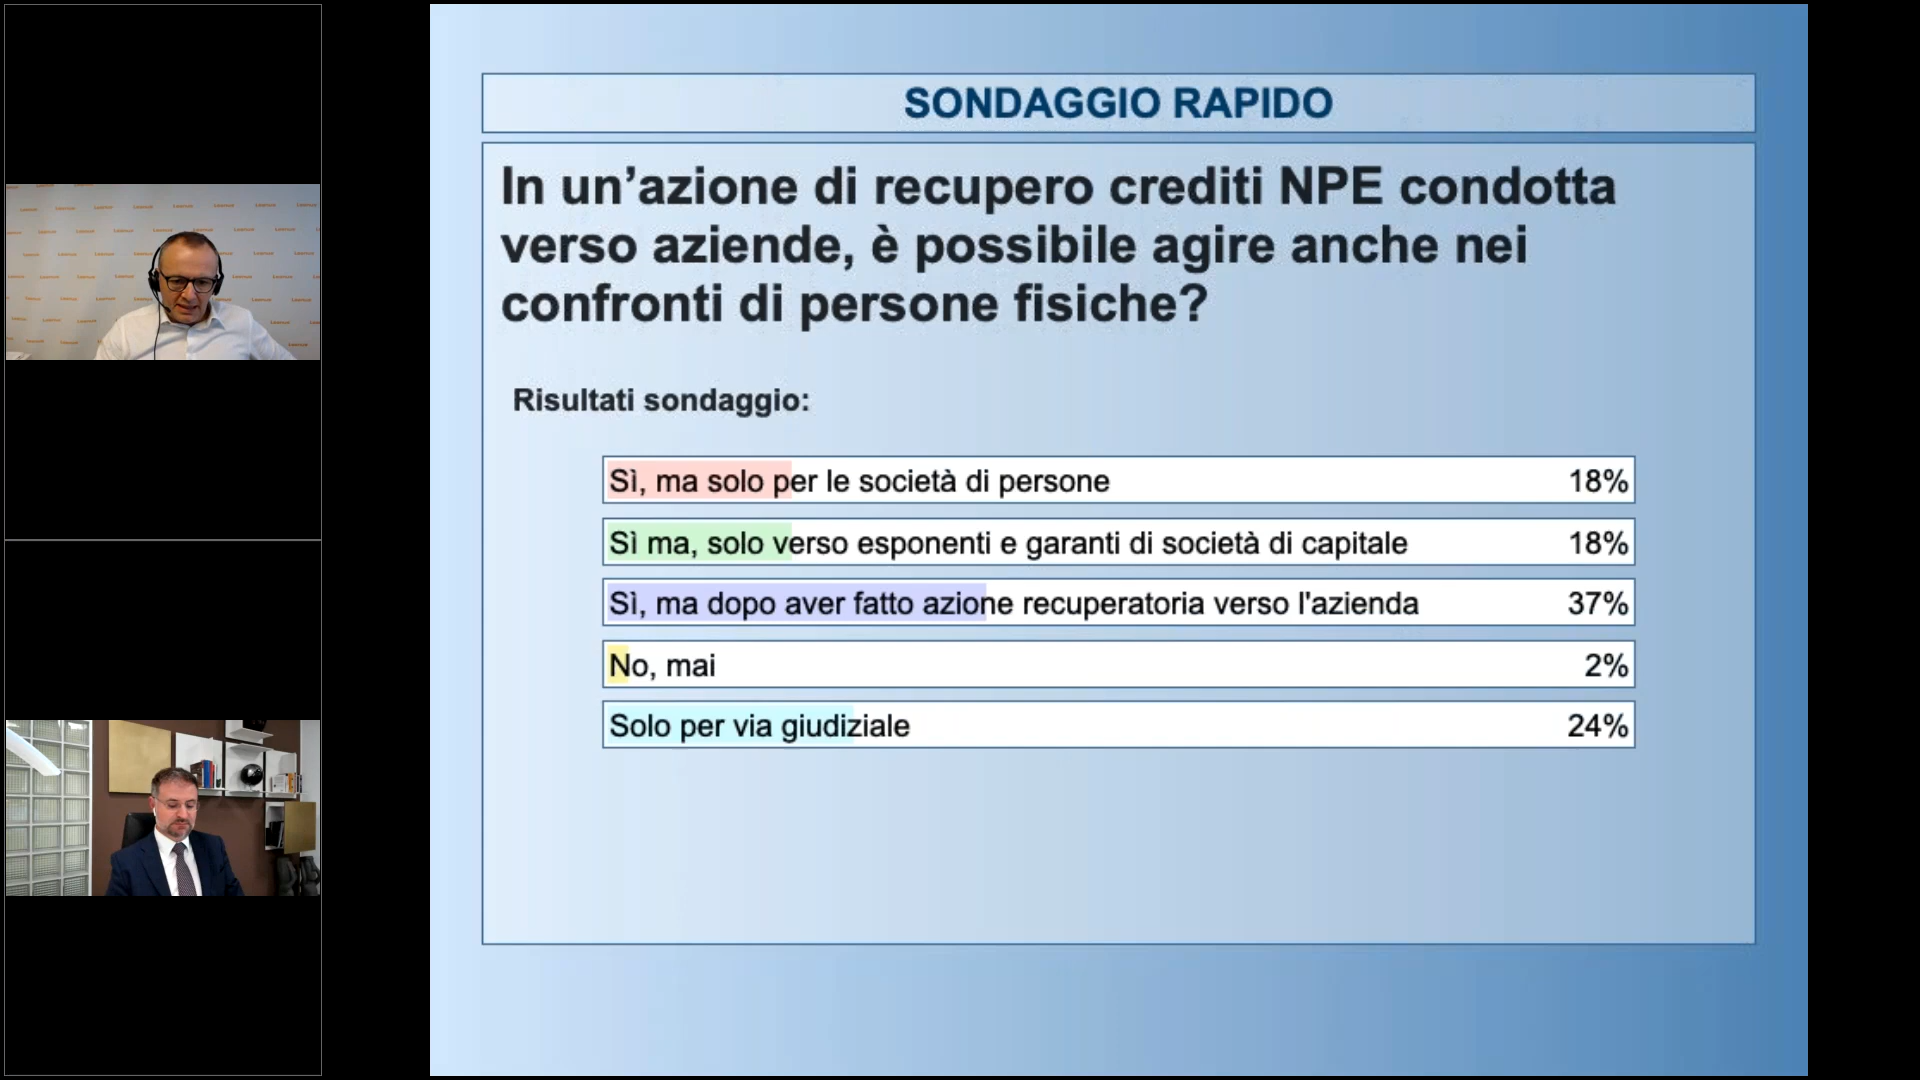 SONDAGGIO RAPIDO
In un’azione di recupero crediti NPE condotta
verso aziende, è possibile agire anche nei
confronti di persone fisiche?
Risultati sondaggio:
Sì, ma solo per le società di persone 18%
Sì ma, solo verso esponenti e garanti di società di capitale 18%
Sì, ma dopo aver fatto azione recuperatoria verso l'azienda 37%
No, mai 2%
Solo per via giudiziale 24%